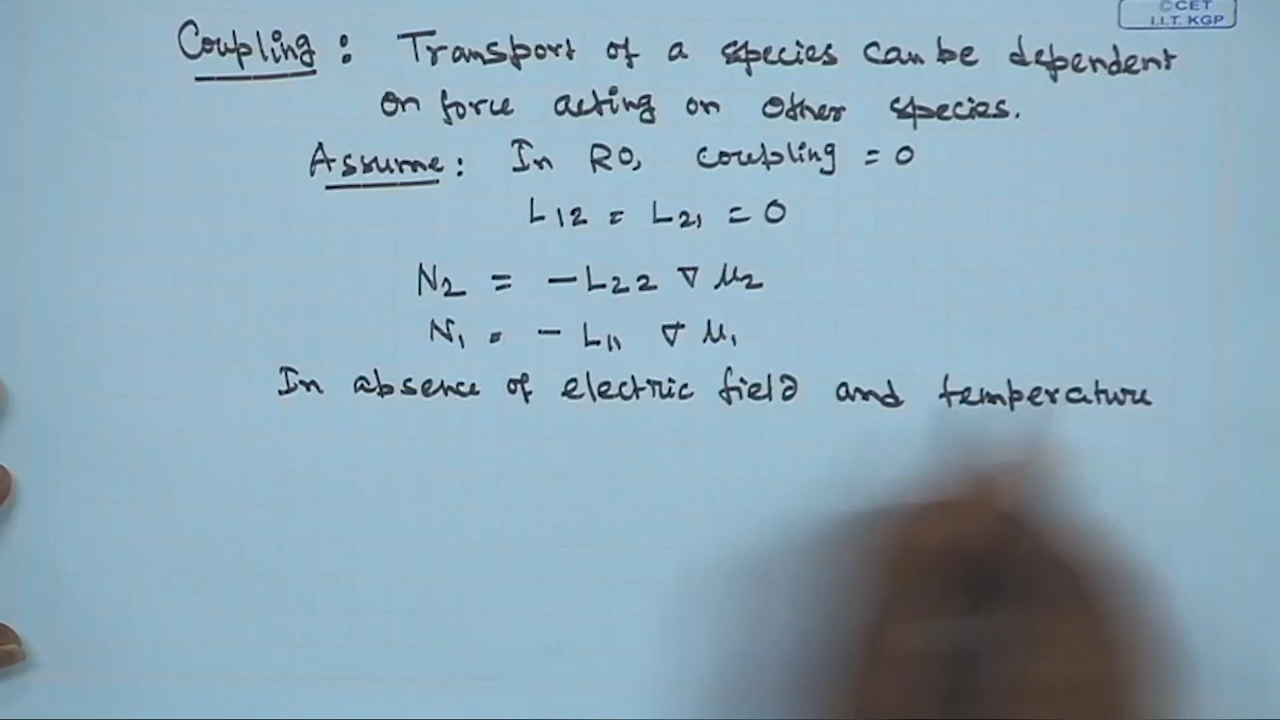 ©CET
I.I.T. KGP
Coupling : Transport of a species can be dependent
on force acting on other species.
Assume : In RO, coupling = 0
L12 = L21 = 0
N2 = -L22 ∇ μ2
N1 = - L11 ∇ μ1
In absence of electric field and temperature